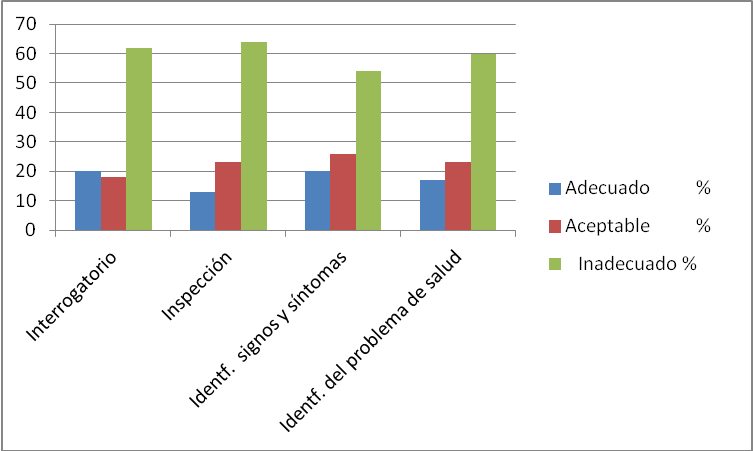 70
60
50
40
30
20
10
0
Interrogatorio
Inspección
Identf. signos y síntomas
Identf. del problema de salud
Adecuado %
Aceptable %
Inadecuado %